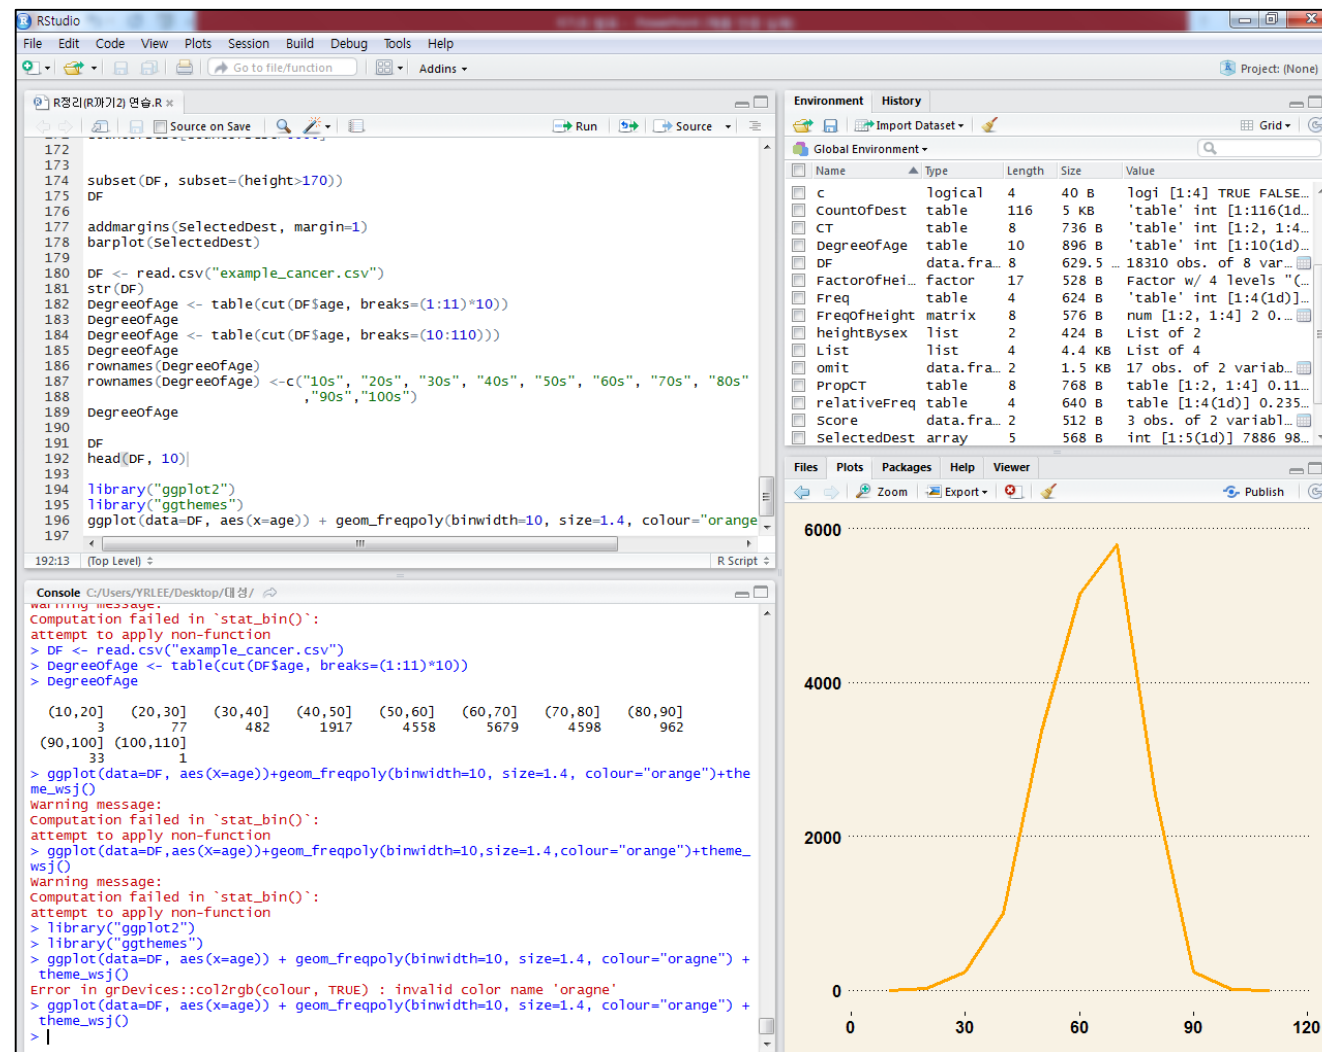 RStudio
File Edit Code View Plots Session Build Debug Tools Help
Go to file/function Addins Project: (None)
R정리(R까기2) 연습.R
Source on Save Run Source
172
173
174 subset(DF, subset=(height>170))
175 DF
176
177 addmargins(SelectedDest, margin=1)
178 barplot(SelectedDest)
179
180 DF <- read.csv("example_cancer.csv")
181 str(DF)
182 DegreeOfAge <- table(cut(DF$age, breaks=(1:11)*10))
183 DegreeOfAge
184 DegreeOfAge <- table(cut(DF$age, breaks=(10:110)))
185 DegreeOfAge
186 rownames(DegreeOfAge)
187 rownames(DegreeOfAge) <-c("10s", "20s", "30s", "40s", "50s", "60s", "70s", "80s"
188 ,"90s","100s")
189 DegreeOfAge
190
191 DF
192 head(DF, 10)
193
194 library("ggplot2")
195 library("ggthemes")
196 ggplot(data=DF, aes(x=age)) + geom_freqpoly(binwidth=10, size=1.4, colour="orange
197
192:13 (Top Level) R Script
Console C:/Users/YRLEE/Desktop/대청/
Warning message:
Computation failed in `stat_bin()`:
attempt to apply non-function
> DF <- read.csv("example_cancer.csv")
> DegreeOfAge <- table(cut(DF$age, breaks=(1:11)*10))
> DegreeOfAge
(10,20] (20,30] (30,40] (40,50] (50,60] (60,70] (70,80] (80,90]
3 77 482 1917 4558 5679 4598 962
(90,100] (100,110]
33 1
> ggplot(data=DF, aes(X=age))+geom_freqpoly(binwidth=10, size=1.4, colour="orange")+the
me_wsj()
Warning message:
Computation failed in `stat_bin()`:
attempt to apply non-function
> ggplot(data=DF,aes(X=age))+geom_freqpoly(binwidth=10,size=1.4,colour="orange")+theme_
wsj()
Warning message:
Computation failed in `stat_bin()`:
attempt to apply non-function
> library("ggplot2")
> library("ggthemes")
> ggplot(data=DF, aes(x=age)) + geom_freqpoly(binwidth=10, size=1.4, colour="oragne") +
theme_wsj()
Error in grDevices::col2rgb(colour, TRUE) : invalid color name 'oragne'
> ggplot(data=DF, aes(x=age)) + geom_freqpoly(binwidth=10, size=1.4, colour="orange") +
theme_wsj()
>
Environment History
Import Dataset Grid
Global Environment
Name Type Length Size Value
c logical 4 40 B logi [1:4] TRUE FALSE…
CountOfDest table 116 5 KB 'table' int [1:116(1d…
CT table 8 736 B 'table' int [1:2, 1:4…
DegreeOfAge table 10 896 B 'table' int [1:10(1d)…
DF data.fra… 8 629.5 … 18310 obs. of 8 var…
FactorOfHei… factor 17 528 B Factor w/ 4 levels "(…
Freq table 4 624 B 'table' int [1:4(1d)]…
FreqOfHeight matrix 8 576 B num [1:2, 1:4] 2 0.…
heightBysex list 2 424 B List of 2
List list 4 4.4 KB List of 4
omit data.fra… 2 1.5 KB 17 obs. of 2 variab…
PropCT table 8 768 B table [1:2, 1:4] 0.11…
relativeFreq table 4 640 B table [1:4(1d)] 0.235…
Score data.fra… 2 512 B 3 obs. of 2 variabl…
SelectedDest array 5 568 B int [1:5(1d)] 7886 98…
Files Plots Packages Help Viewer
Zoom Export Publish
6000
4000
2000
0
0 30 60 90 120